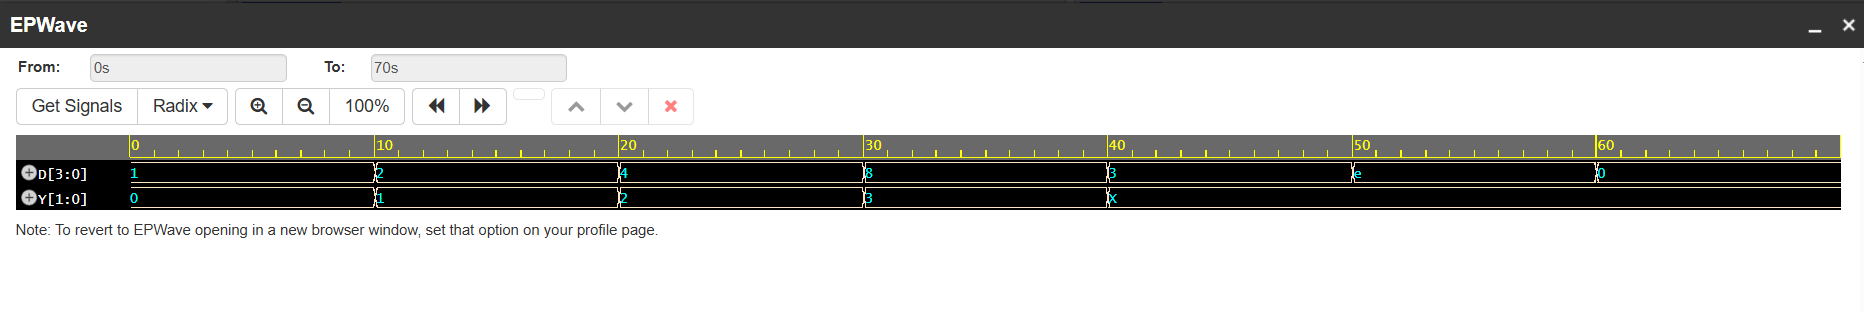 EPWave
From: 0s To: 70s
Get Signals Radix 100%
0 10 20 30 40 50 60
D[3:0] 1 2 4 8 3 e 0
Y[1:0] 0 1 2 3 X
Note: To revert to EPWave opening in a new browser window, set that option on your profile page.